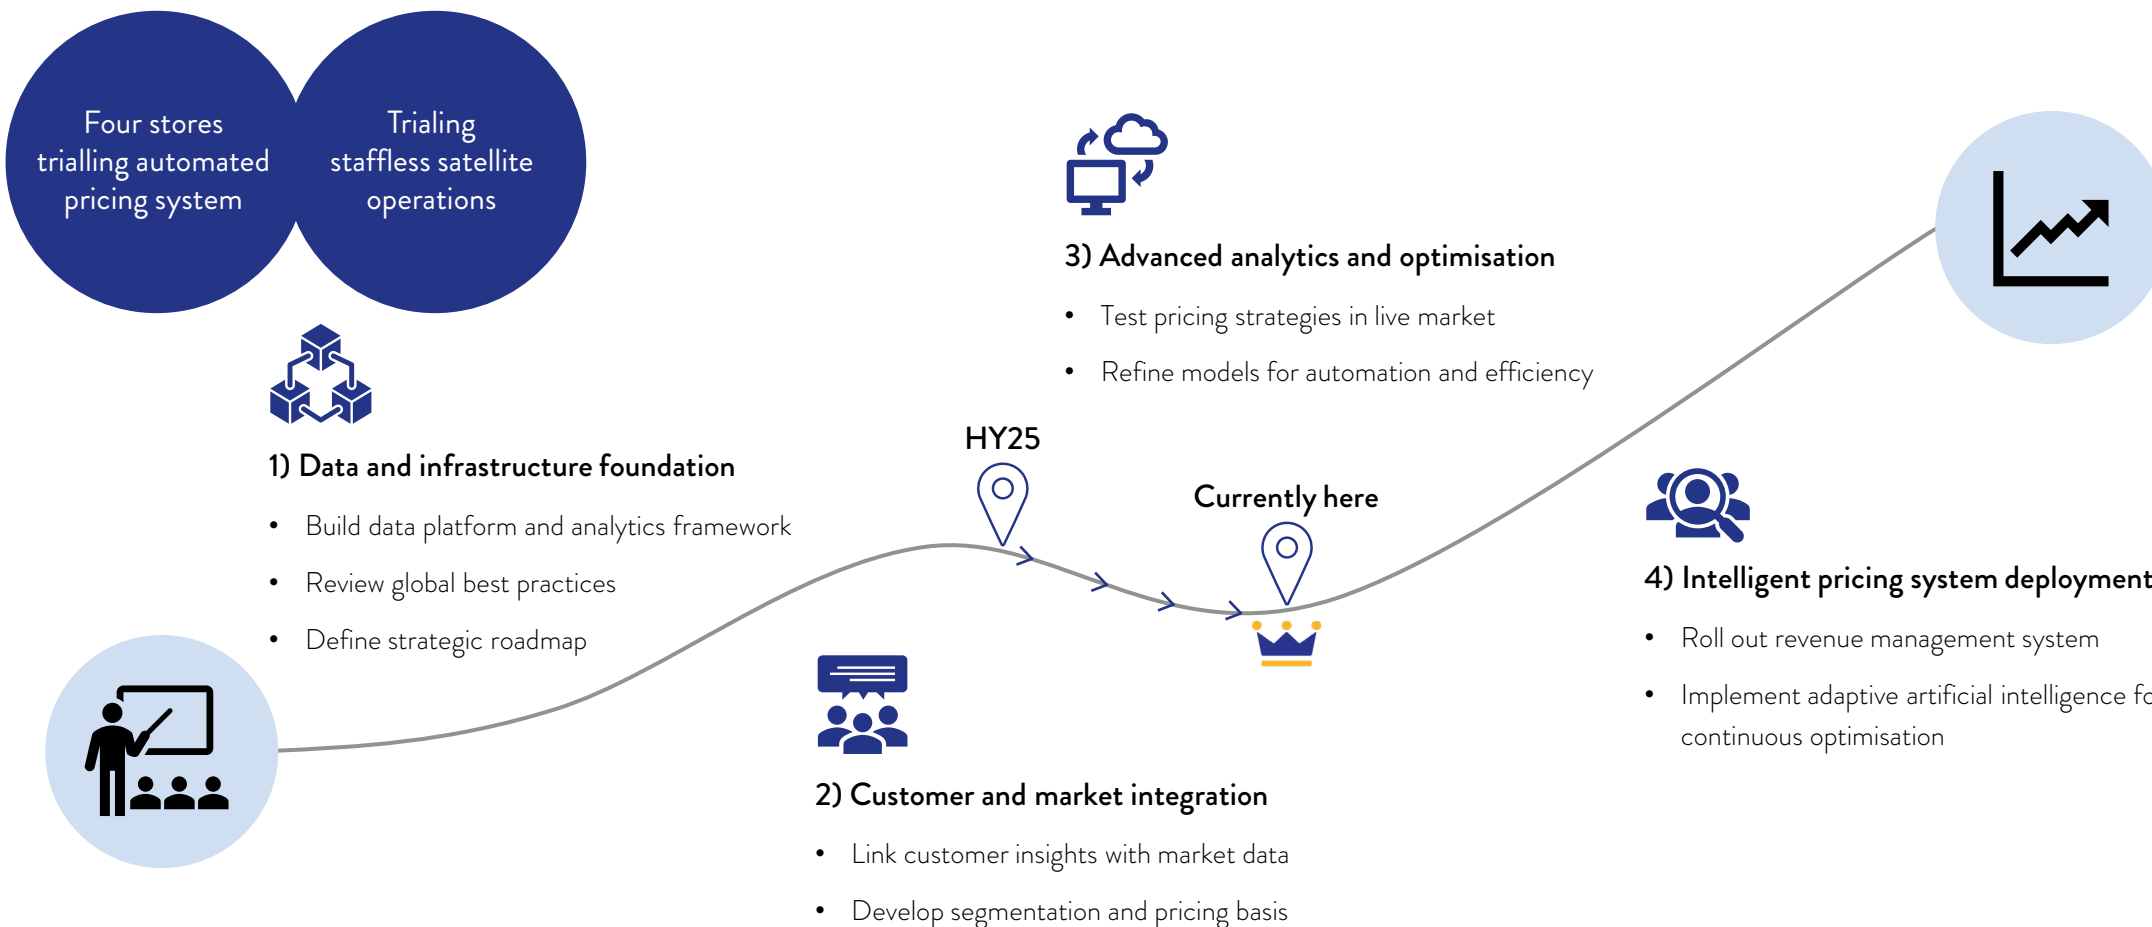 Four stores
trialling automated
pricing system
Trialing
staffless satellite
operations
1) Data and infrastructure foundation
• Build data platform and analytics framework
• Review global best practices
• Define strategic roadmap
HY25
Currently here
2) Customer and market integration
• Link customer insights with market data
• Develop segmentation and pricing basis
3) Advanced analytics and optimisation
• Test pricing strategies in live market
• Refine models for automation and efficiency
4) Intelligent pricing system deployment
• Roll out revenue management system
• Implement adaptive artificial intelligence fo
continuous optimisation